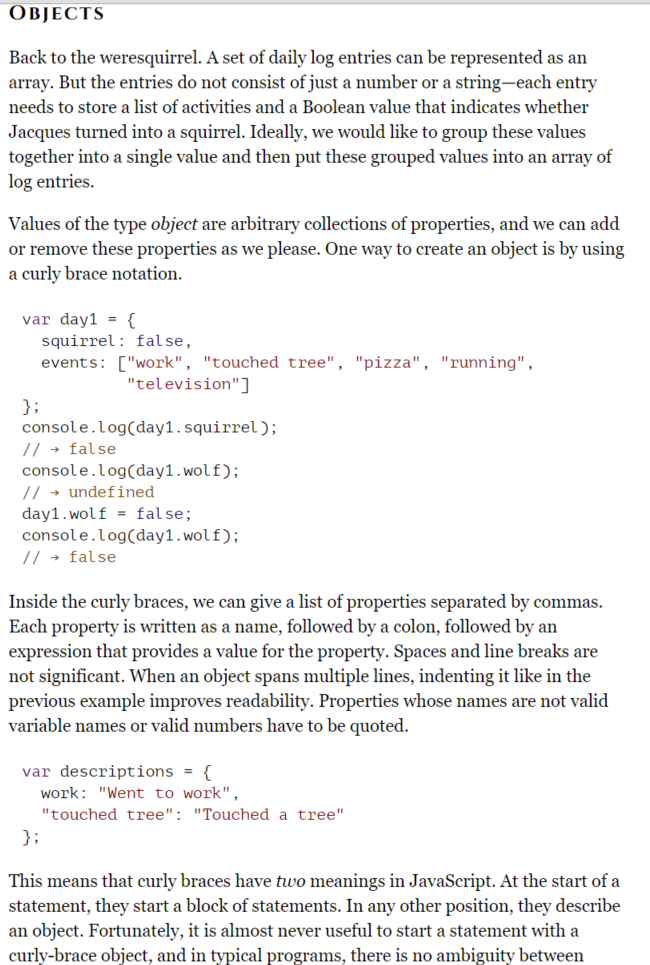 OBJECTS
Back to the weresquirrel. A set of daily log entries can be represented as an
array. But the entries do not consist of just a number or a string—each entry
needs to store a list of activities and a Boolean value that indicates whether
Jacques turned into a squirrel. Ideally, we would like to group these values
together into a single value and then put these grouped values into an array of
log entries.
Values of the type object are arbitrary collections of properties, and we can add
or remove these properties as we please. One way to create an object is by using
a curly brace notation.
var day1 = {
  squirrel: false,
  events: ["work", "touched tree", "pizza", "running",
           "television"]
};
console.log(day1.squirrel);
// → false
console.log(day1.wolf);
// → undefined
day1.wolf = false;
console.log(day1.wolf);
// → false
Inside the curly braces, we can give a list of properties separated by commas.
Each property is written as a name, followed by a colon, followed by an
expression that provides a value for the property. Spaces and line breaks are
not significant. When an object spans multiple lines, indenting it like in the
previous example improves readability. Properties whose names are not valid
variable names or valid numbers have to be quoted.
var descriptions = {
  work: "Went to work",
  "touched tree": "Touched a tree"
};
This means that curly braces have two meanings in JavaScript. At the start of a
statement, they start a block of statements. In any other position, they describe
an object. Fortunately, it is almost never useful to start a statement with a
curly-brace object, and in typical programs, there is no ambiguity between